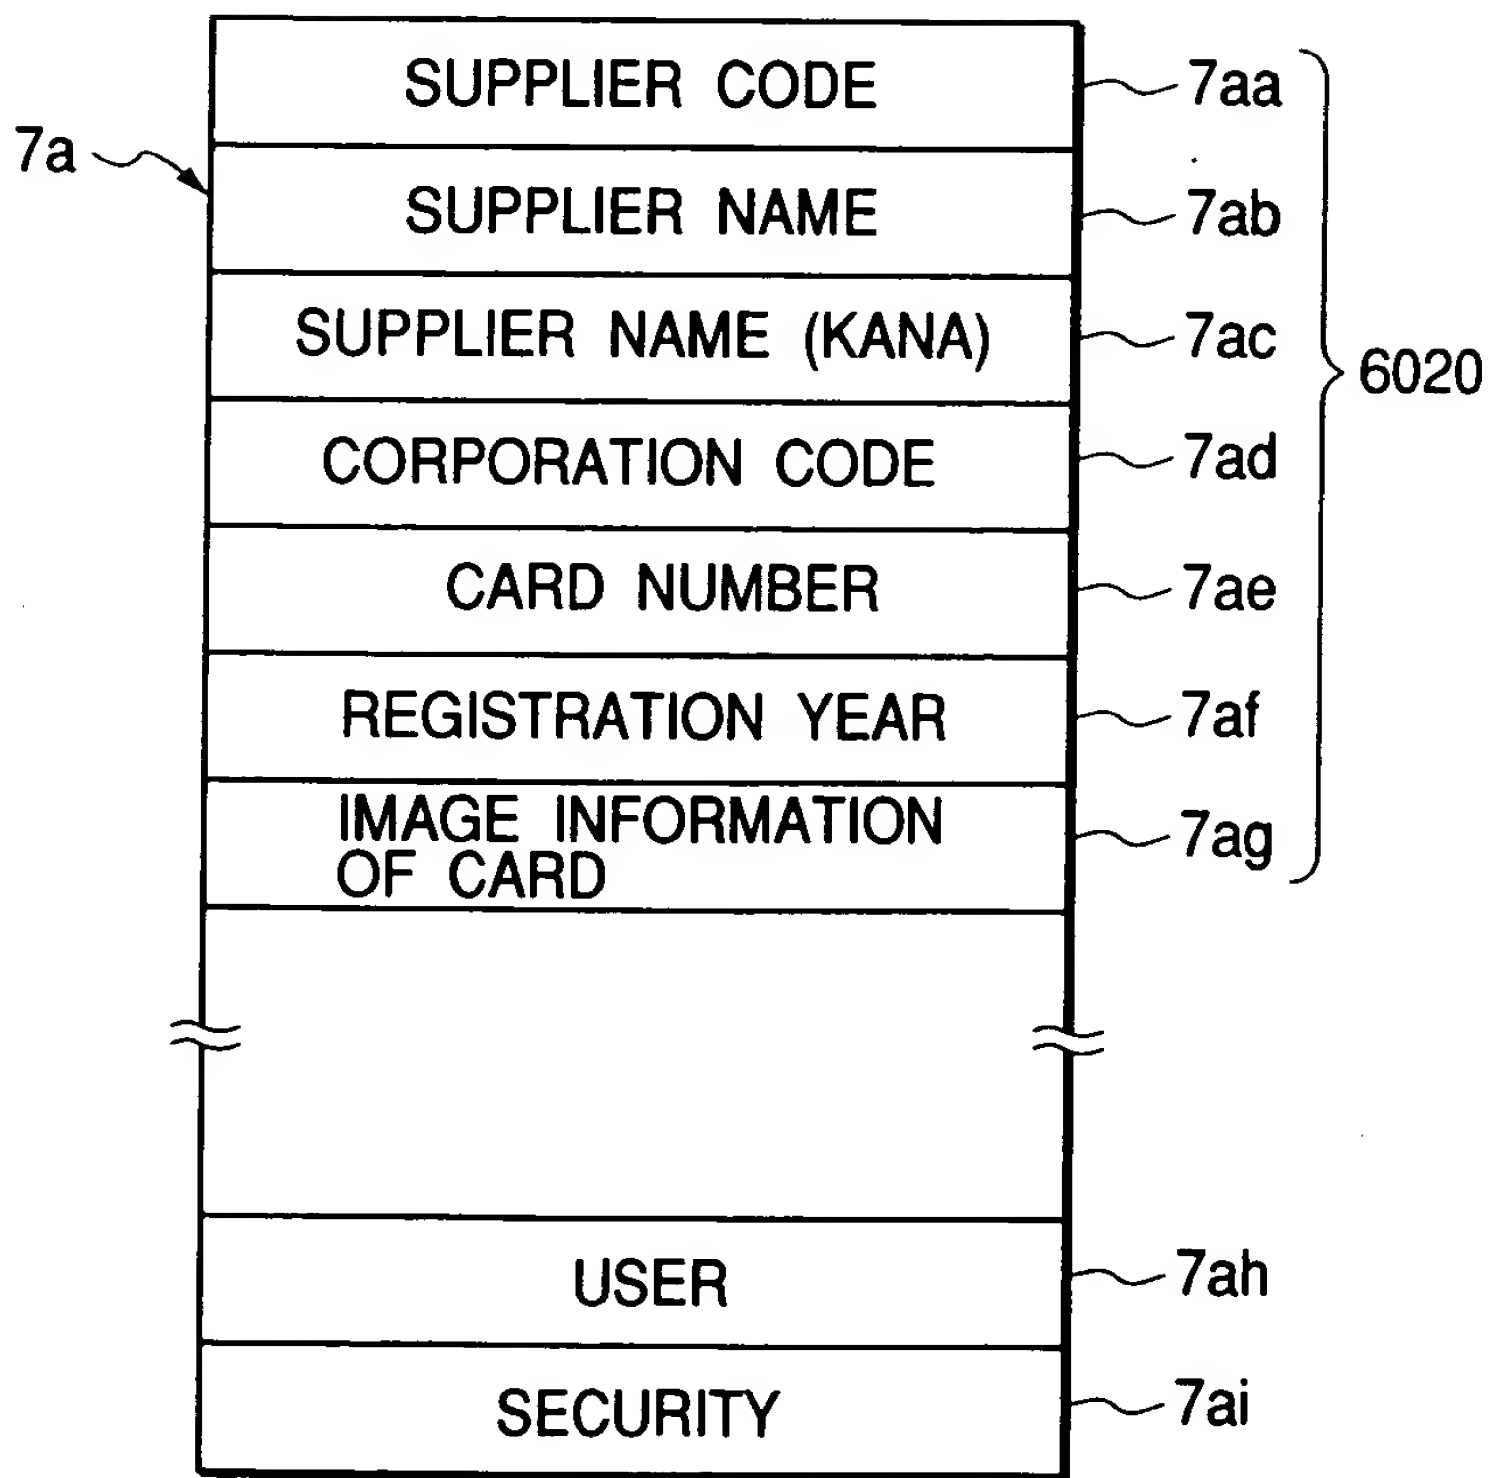 SUPPLIER CODE 7aa
7a
SUPPLIER NAME 7ab
SUPPLIER NAME (KANA) 7ac
6020
CORPORATION CODE 7ad
CARD NUMBER 7ae
REGISTRATION YEAR 7af
IMAGE INFORMATION
OF CARD
7ag
USER 7ah
SECURITY 7ai